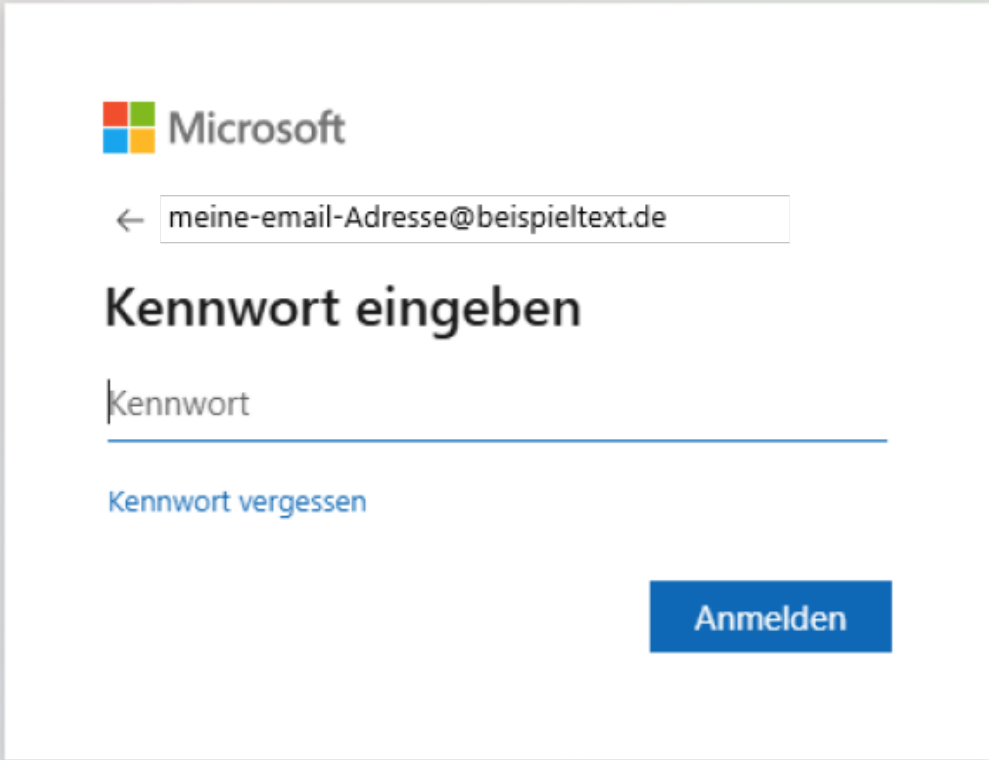 Microsoft
meine-email-Adresse@beispieltext.de
Kennwort eingeben
Kennwort
Kennwort vergessen
Anmelden